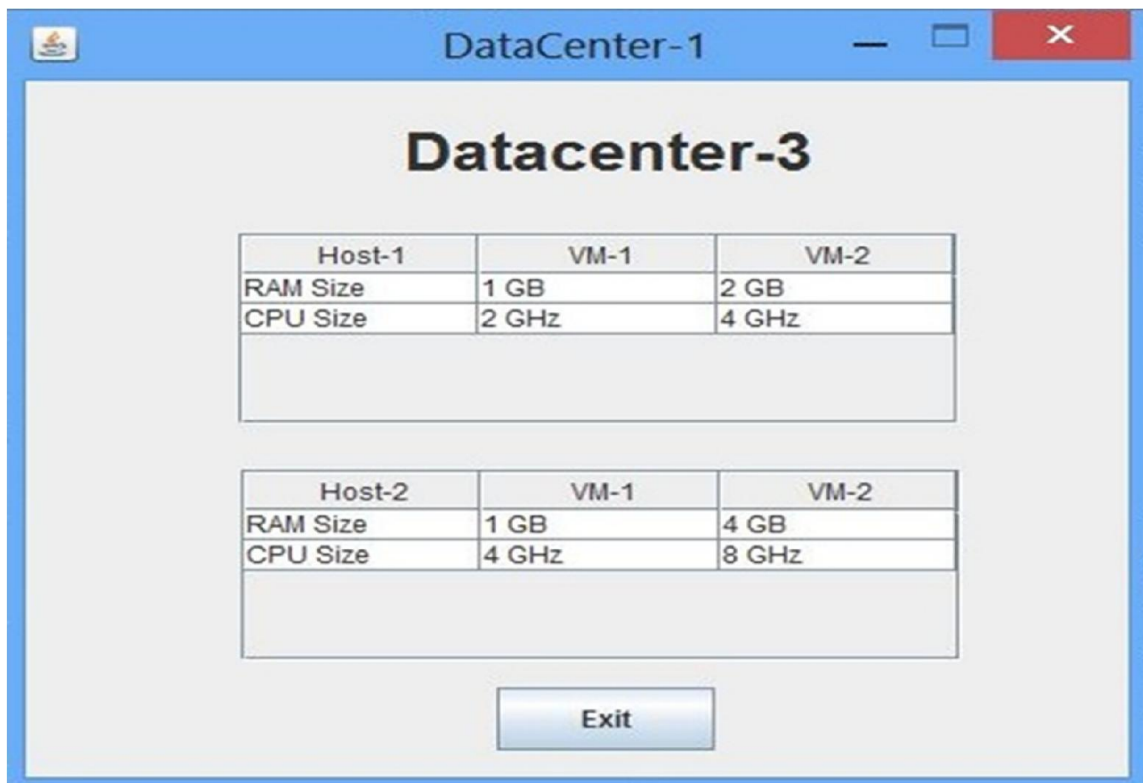 DataCenter-1
Datacenter-3
Host-1 VM-1 VM-2
RAM Size 1 GB 2 GB
CPU Size 2 GHz 4 GHz
Host-2 VM-1 VM-2
RAM Size 1 GB 4 GB
CPU Size 4 GHz 8 GHz
Exit